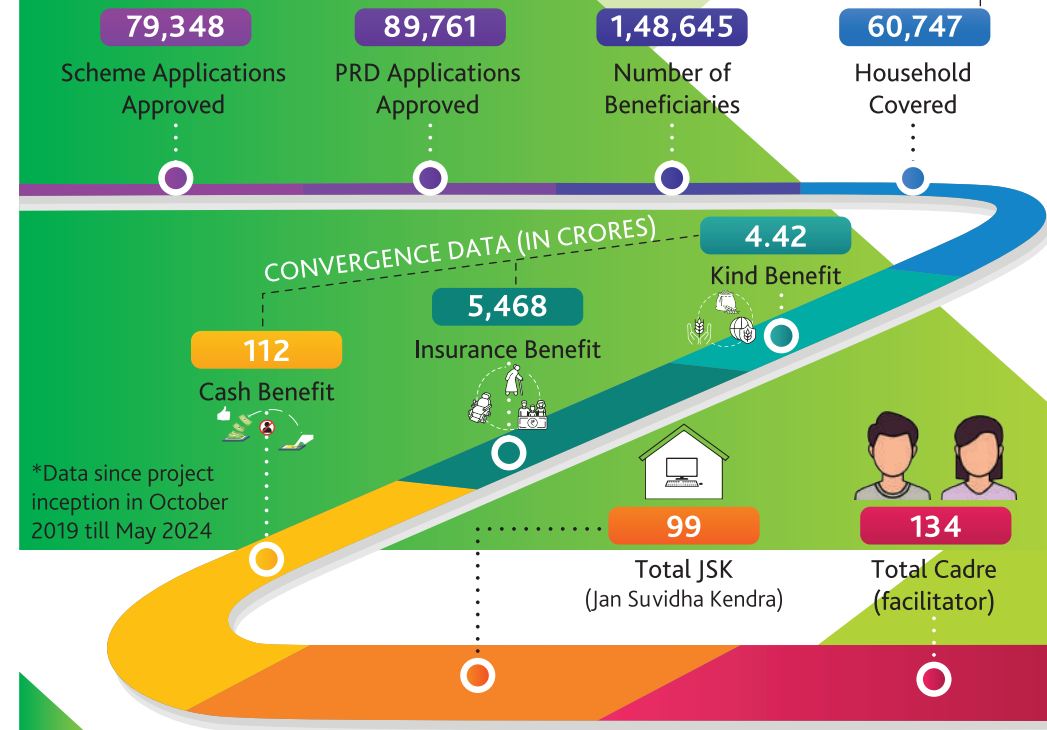 79,348
Scheme Applications
Approved
89,761
PRD Applications
Approved
1,48,645
Number of
Beneficiaries
60,747
Household
Covered
CONVERGENCE DATA (IN CRORES)
4.42
Kind Benefit
5,468
Insurance Benefit
112
Cash Benefit
*Data since project
inception in October
2019 till May 2024
99
Total JSK
(Jan Suvidha Kendra)
134
Total Cadre
(facilitator)